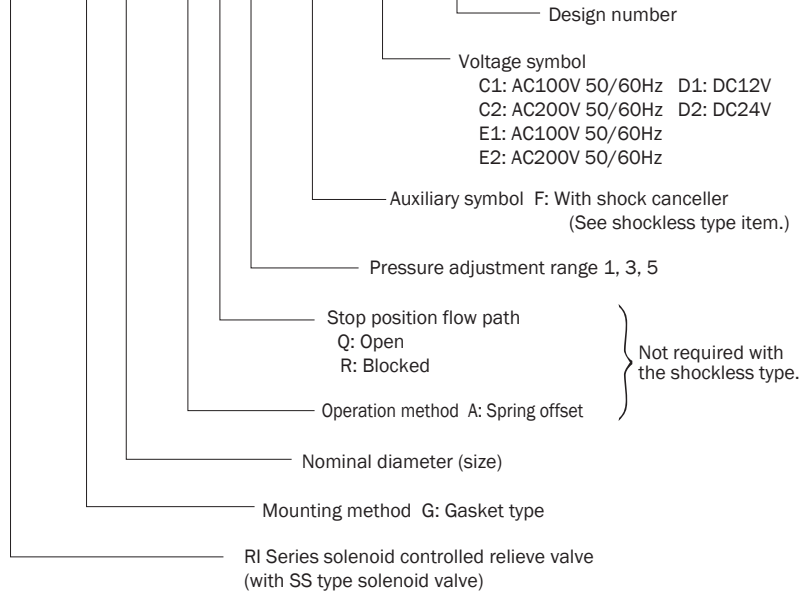 Design number
Voltage symbol
C1: AC100V 50/60Hz D1: DC12V
C2: AC200V 50/60Hz D2: DC24V
E1: AC100V 50/60Hz
E2: AC200V 50/60Hz
Auxiliary symbol F: With shock canceller
(See shockless type item.)
Pressure adjustment range 1, 3, 5
Stop position flow path
Q: Open
R: Blocked
Not required with
the shockless type.
Operation method A: Spring offset
Nominal diameter (size)
Mounting method G: Gasket type
RI Series solenoid controlled relieve valve
(with SS type solenoid valve)